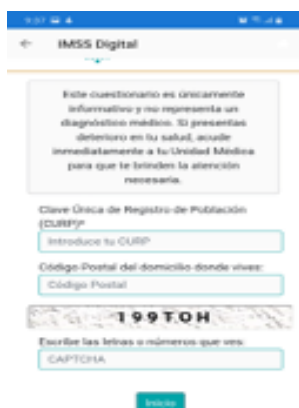 9:37
IMSS Digital
Este cuestionario es únicamente
informativo y no representa un
diagnóstico médico. Si presentas
deterioro en tu salud, acude
inmediatamente a tu Unidad Médica
para que te brinden la atención
necesaria.
Clave Única de Registro de Población
(CURP)*
Introduce tu CURP
Código Postal del domicilio donde vives:
Código Postal
199TOH
Escribe las letras o números que ves:
CAPTCHA
Inicio